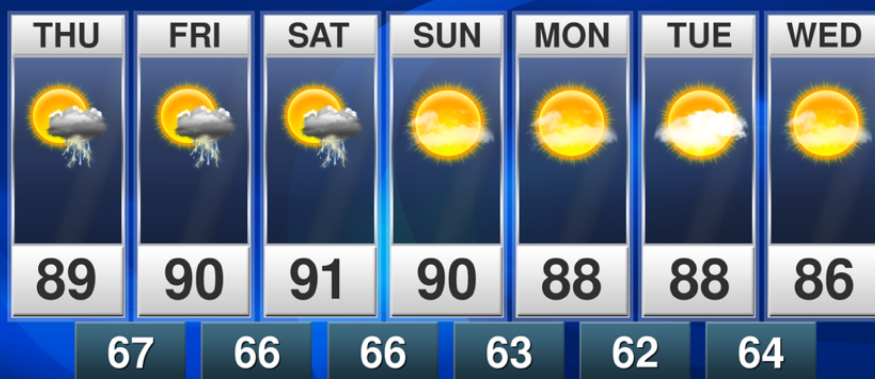 THU FRI SAT SUN MON TUE WED
89 90 91 90 88 88 86
67 66 66 63 62 64